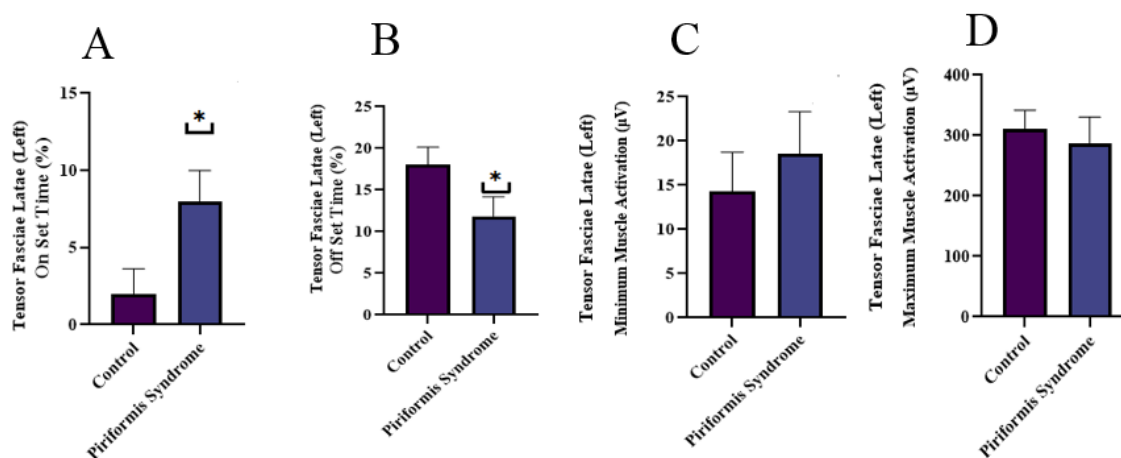 A
Tensor Fasciae Latae (Left)
On Set Time (%)
15
10
5
0
*
Control
Piriformis Syndrome
B
Tensor Fasciae Latae (Left)
Off Set Time (%)
25
20
15
10
5
0
*
Control
Piriformis Syndrome
C
Tensor Fasciae Latae (Left)
Minimum Muscle Activation (µV)
25
20
15
10
5
0
Control
Piriformis Syndrome
D
Tensor Fasciae Latae (Left)
Maximum Muscle Activation (µV)
400
300
200
100
0
Control
Piriformis Syndrome